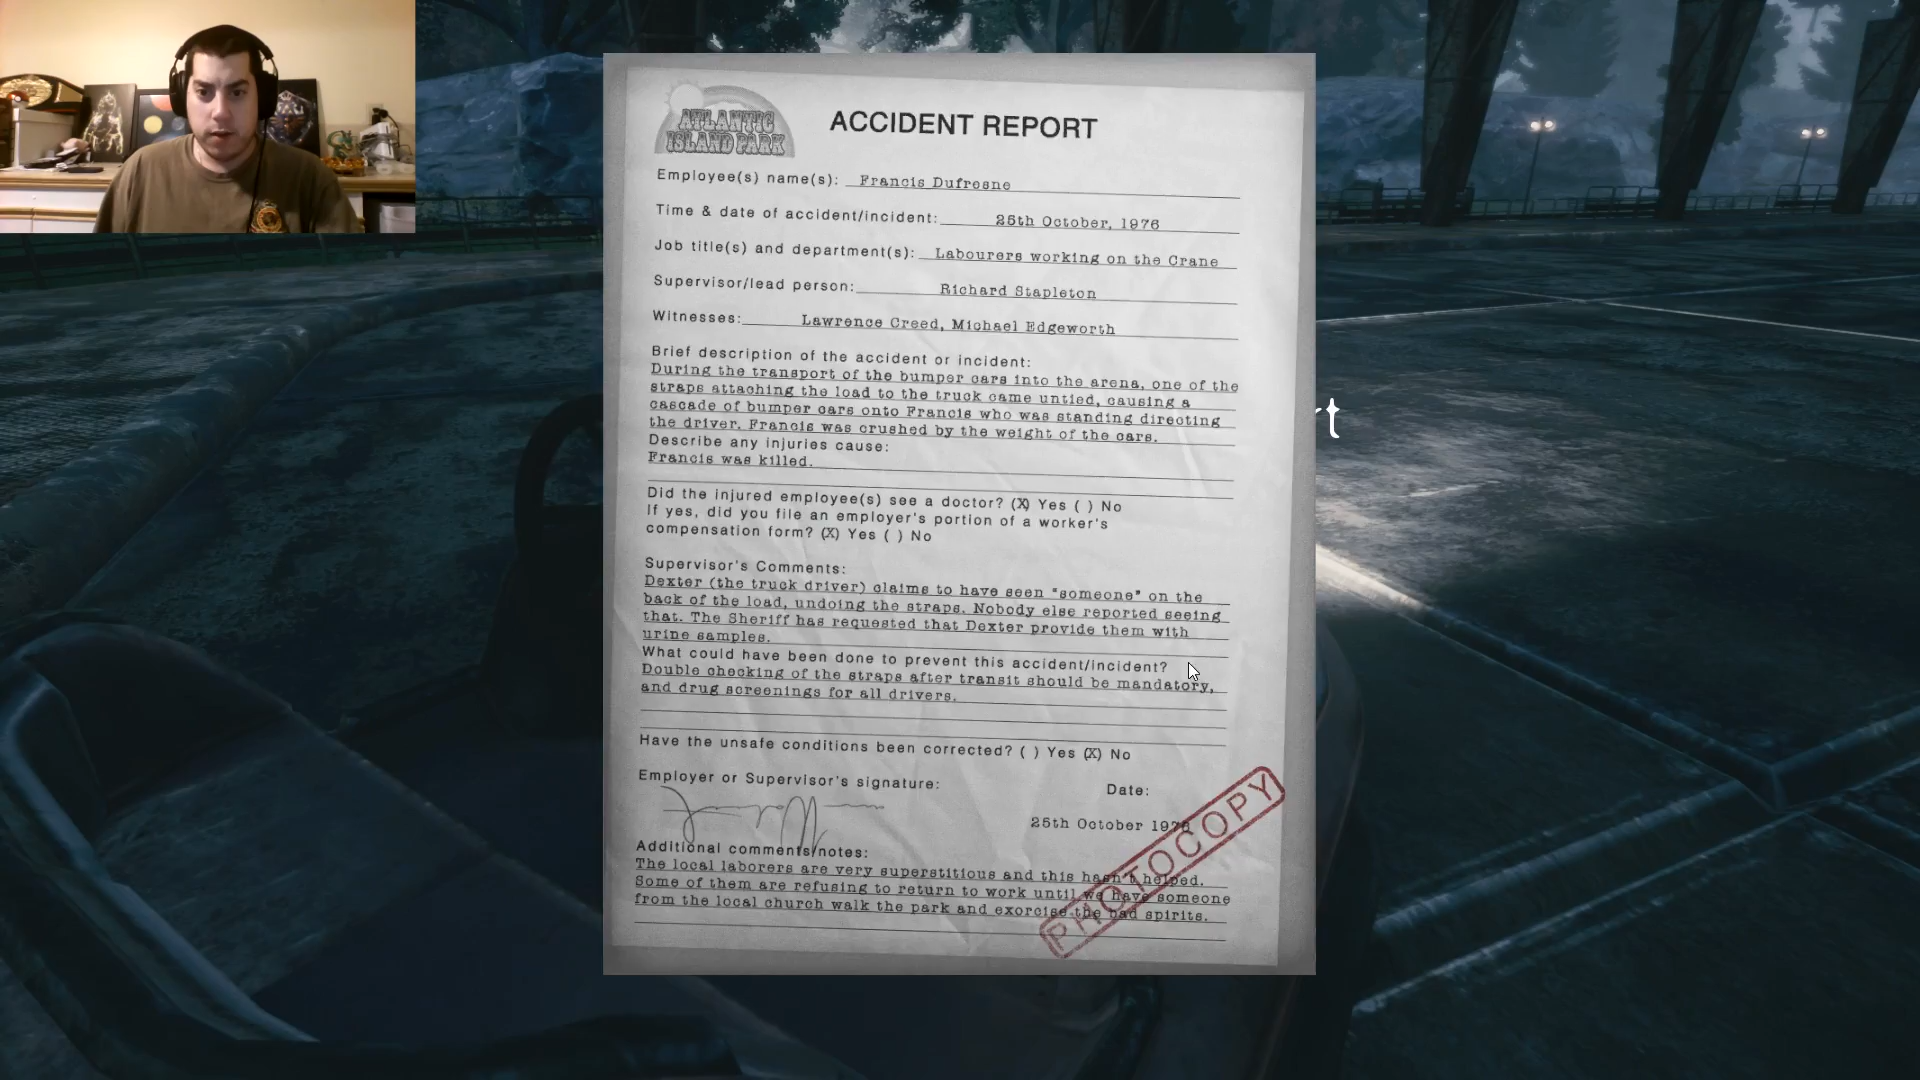 ATLANTIC
ISLAND PARK
ACCIDENT REPORT
Employee(s) name(s): Francis Dufresne
Time & date of accident/incident: 25th October, 1976
Job title(s) and department(s): Labourers working on the Crane
Supervisor/lead person: Richard Stapleton
Witnesses: Lawrence Creed, Michael Edgeworth
Brief description of the accident or incident:
During the transport of the bumper cars into the arena, one of the
straps attaching the load to the truck came untied, causing a
cascade of bumper cars onto Francis who was standing directing
the driver. Francis was crushed by the weight of the cars.
Describe any injuries cause:
Francis was killed.
Did the injured employee(s) see a doctor? (X) Yes ( ) No
If yes, did you file an employer's portion of a worker's
compensation form? (X) Yes ( ) No
Supervisor's Comments:
Dexter (the truck driver) claims to have seen "someone" on the
back of the load, undoing the straps. Nobody else reported seeing
that. The Sheriff has requested that Dexter provide them with
urine samples.
What could have been done to prevent this accident/incident?
Double checking of the straps after transit should be mandatory,
and drug screenings for all drivers.
Have the unsafe conditions been corrected? ( ) Yes (X) No
Employer or Supervisor's signature:
Date:
25th October 1976
Additional comments/notes:
The local laborers are very superstitious and this hasn't helped.
Some of them are refusing to return to work until we have someone
from the local church walk the park and exorcise the bad spirits.
PHOTOCOPY